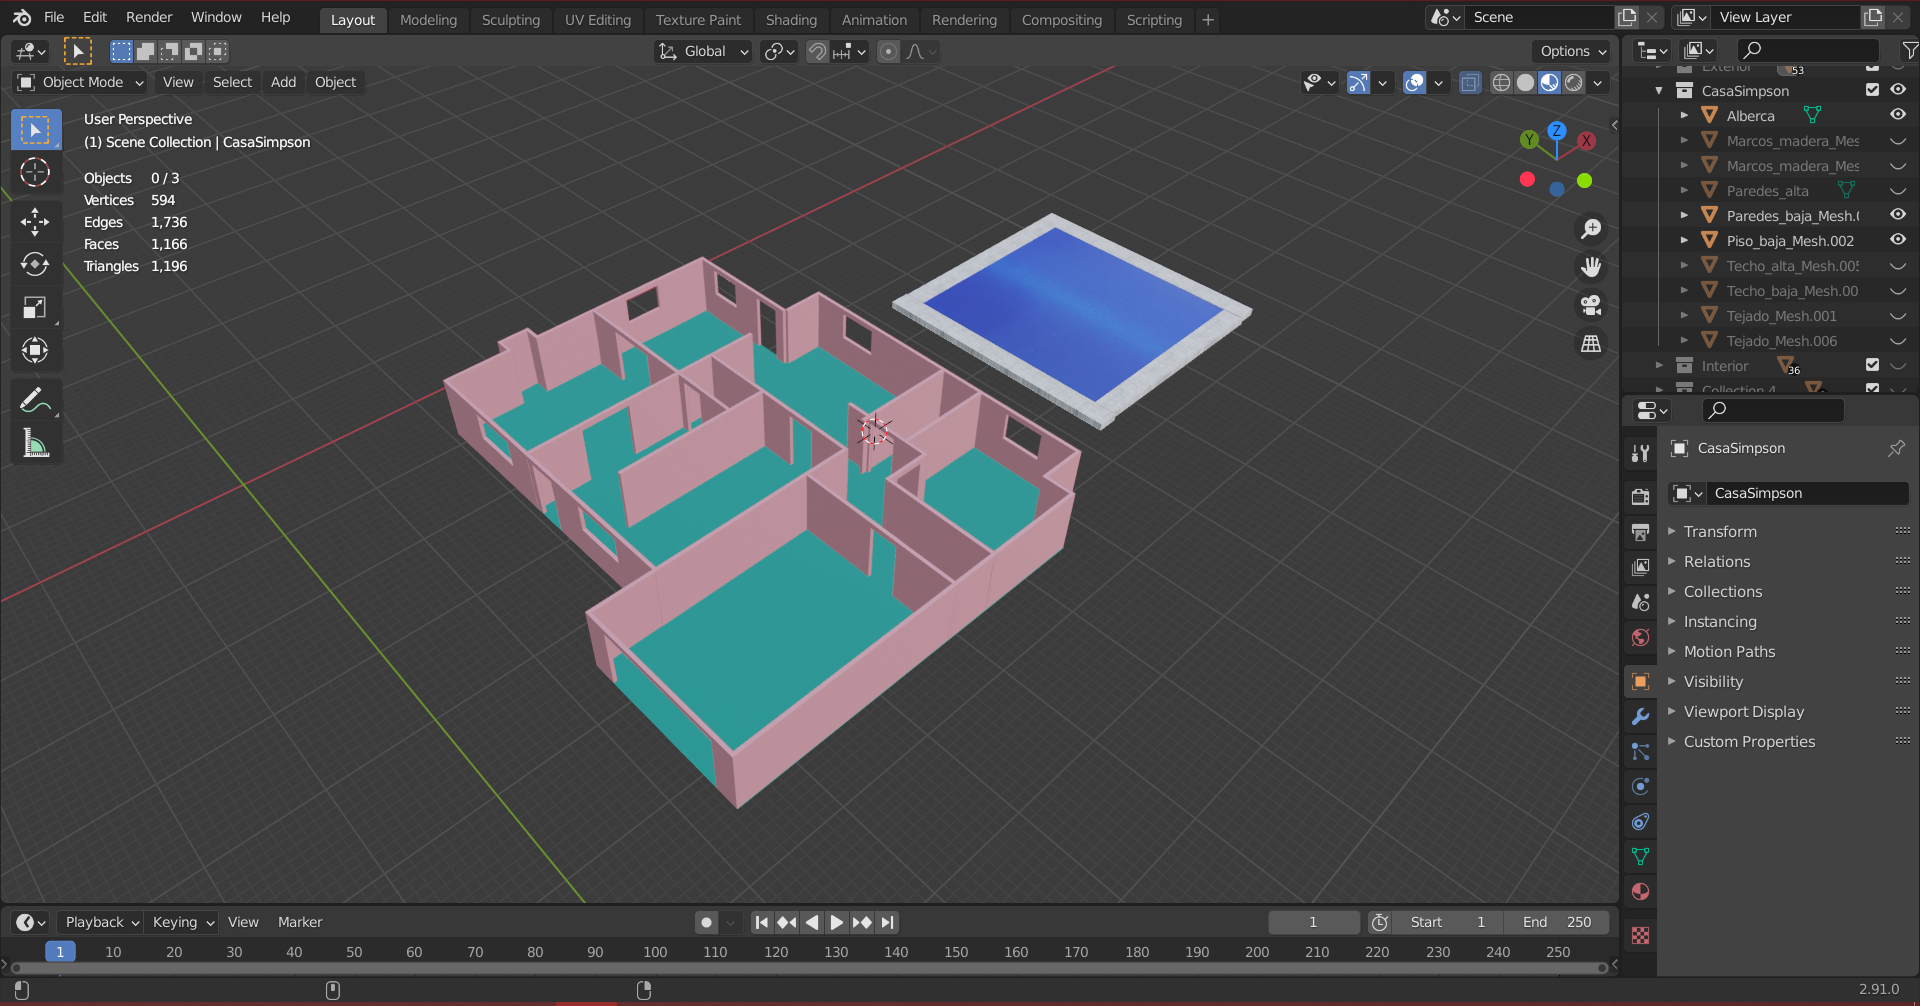 File Edit Render Window Help Layout Modeling Sculpting UV Editing Texture Paint Shading Animation Rendering Compositing Scripting + Scene View Layer
Global Options
Object Mode View Select Add Object
User Perspective
(1) Scene Collection | CasaSimpson
Objects 0 / 3
Vertices 594
Edges 1,736
Faces 1,166
Triangles 1,196
Z
Y
X
Exterior 53
CasaSimpson
Alberca
Marcos_madera_Mes
Marcos_madera_Mes
Paredes_alta
Paredes_baja_Mesh.(
Piso_baja_Mesh.002
Techo_alta_Mesh.005
Techo_baja_Mesh.00
Tejado_Mesh.001
Tejado_Mesh.006
Interior 36
Collection 4
CasaSimpson
CasaSimpson
Transform
Relations
Collections
Instancing
Motion Paths
Visibility
Viewport Display
Custom Properties
Playback Keying View Marker 1 Start 1 End 250
1 10 20 30 40 50 60 70 80 90 100 110 120 130 140 150 160 170 180 190 200 210 220 230 240 250
2.91.0